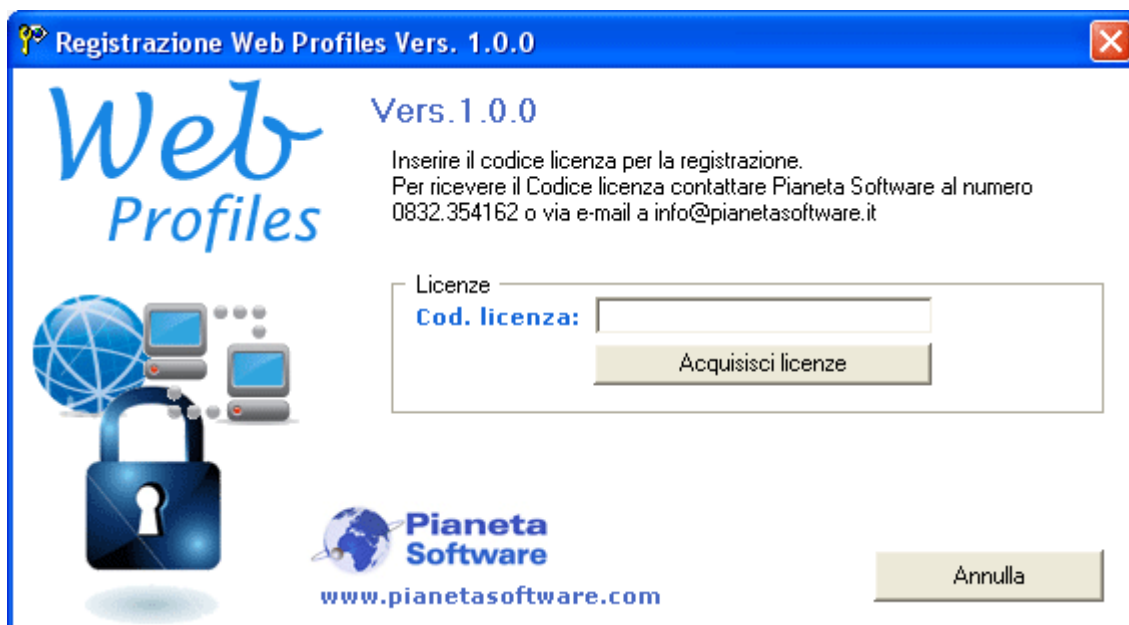 Registrazione Web Profiles Vers. 1.0.0
Web
Profiles
Vers.1.0.0
Inserire il codice licenza per la registrazione.
Per ricevere il Codice licenza contattare Pianeta Software al numero
0832.354162 o via e-mail a info@pianetasoftware.it
Licenze
Cod. licenza:
Acquisisci licenze
Pianeta
Software
www.pianetasoftware.com
Annulla